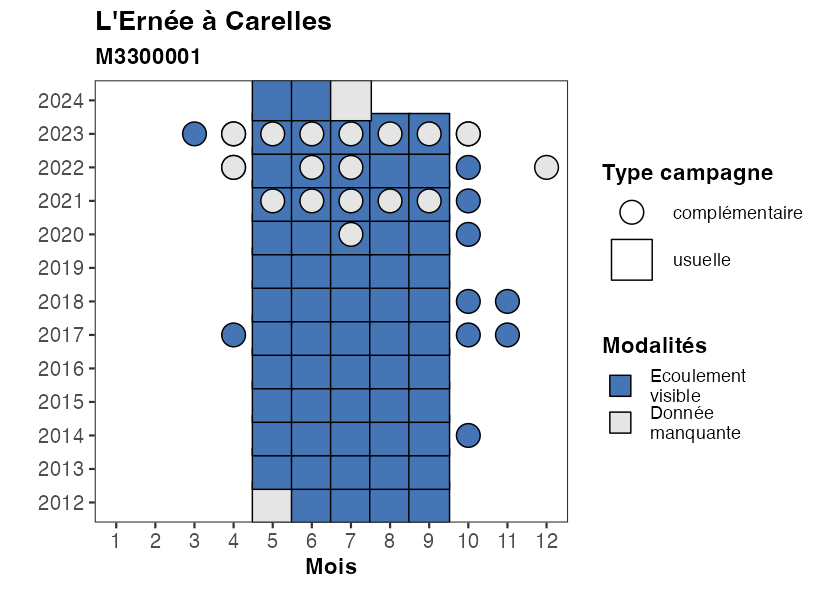 L'Ernée à Carelles
M3300001
2024
2023
2022
2021
2020
2019
2018
2017
2016
2015
2014
2013
2012
1 2 3 4 5 6 7 8 9 10 11 12
Mois
Type campagne
complémentaire
usuelle
Modalités
Ecoulement
visible
Donnée
manquante